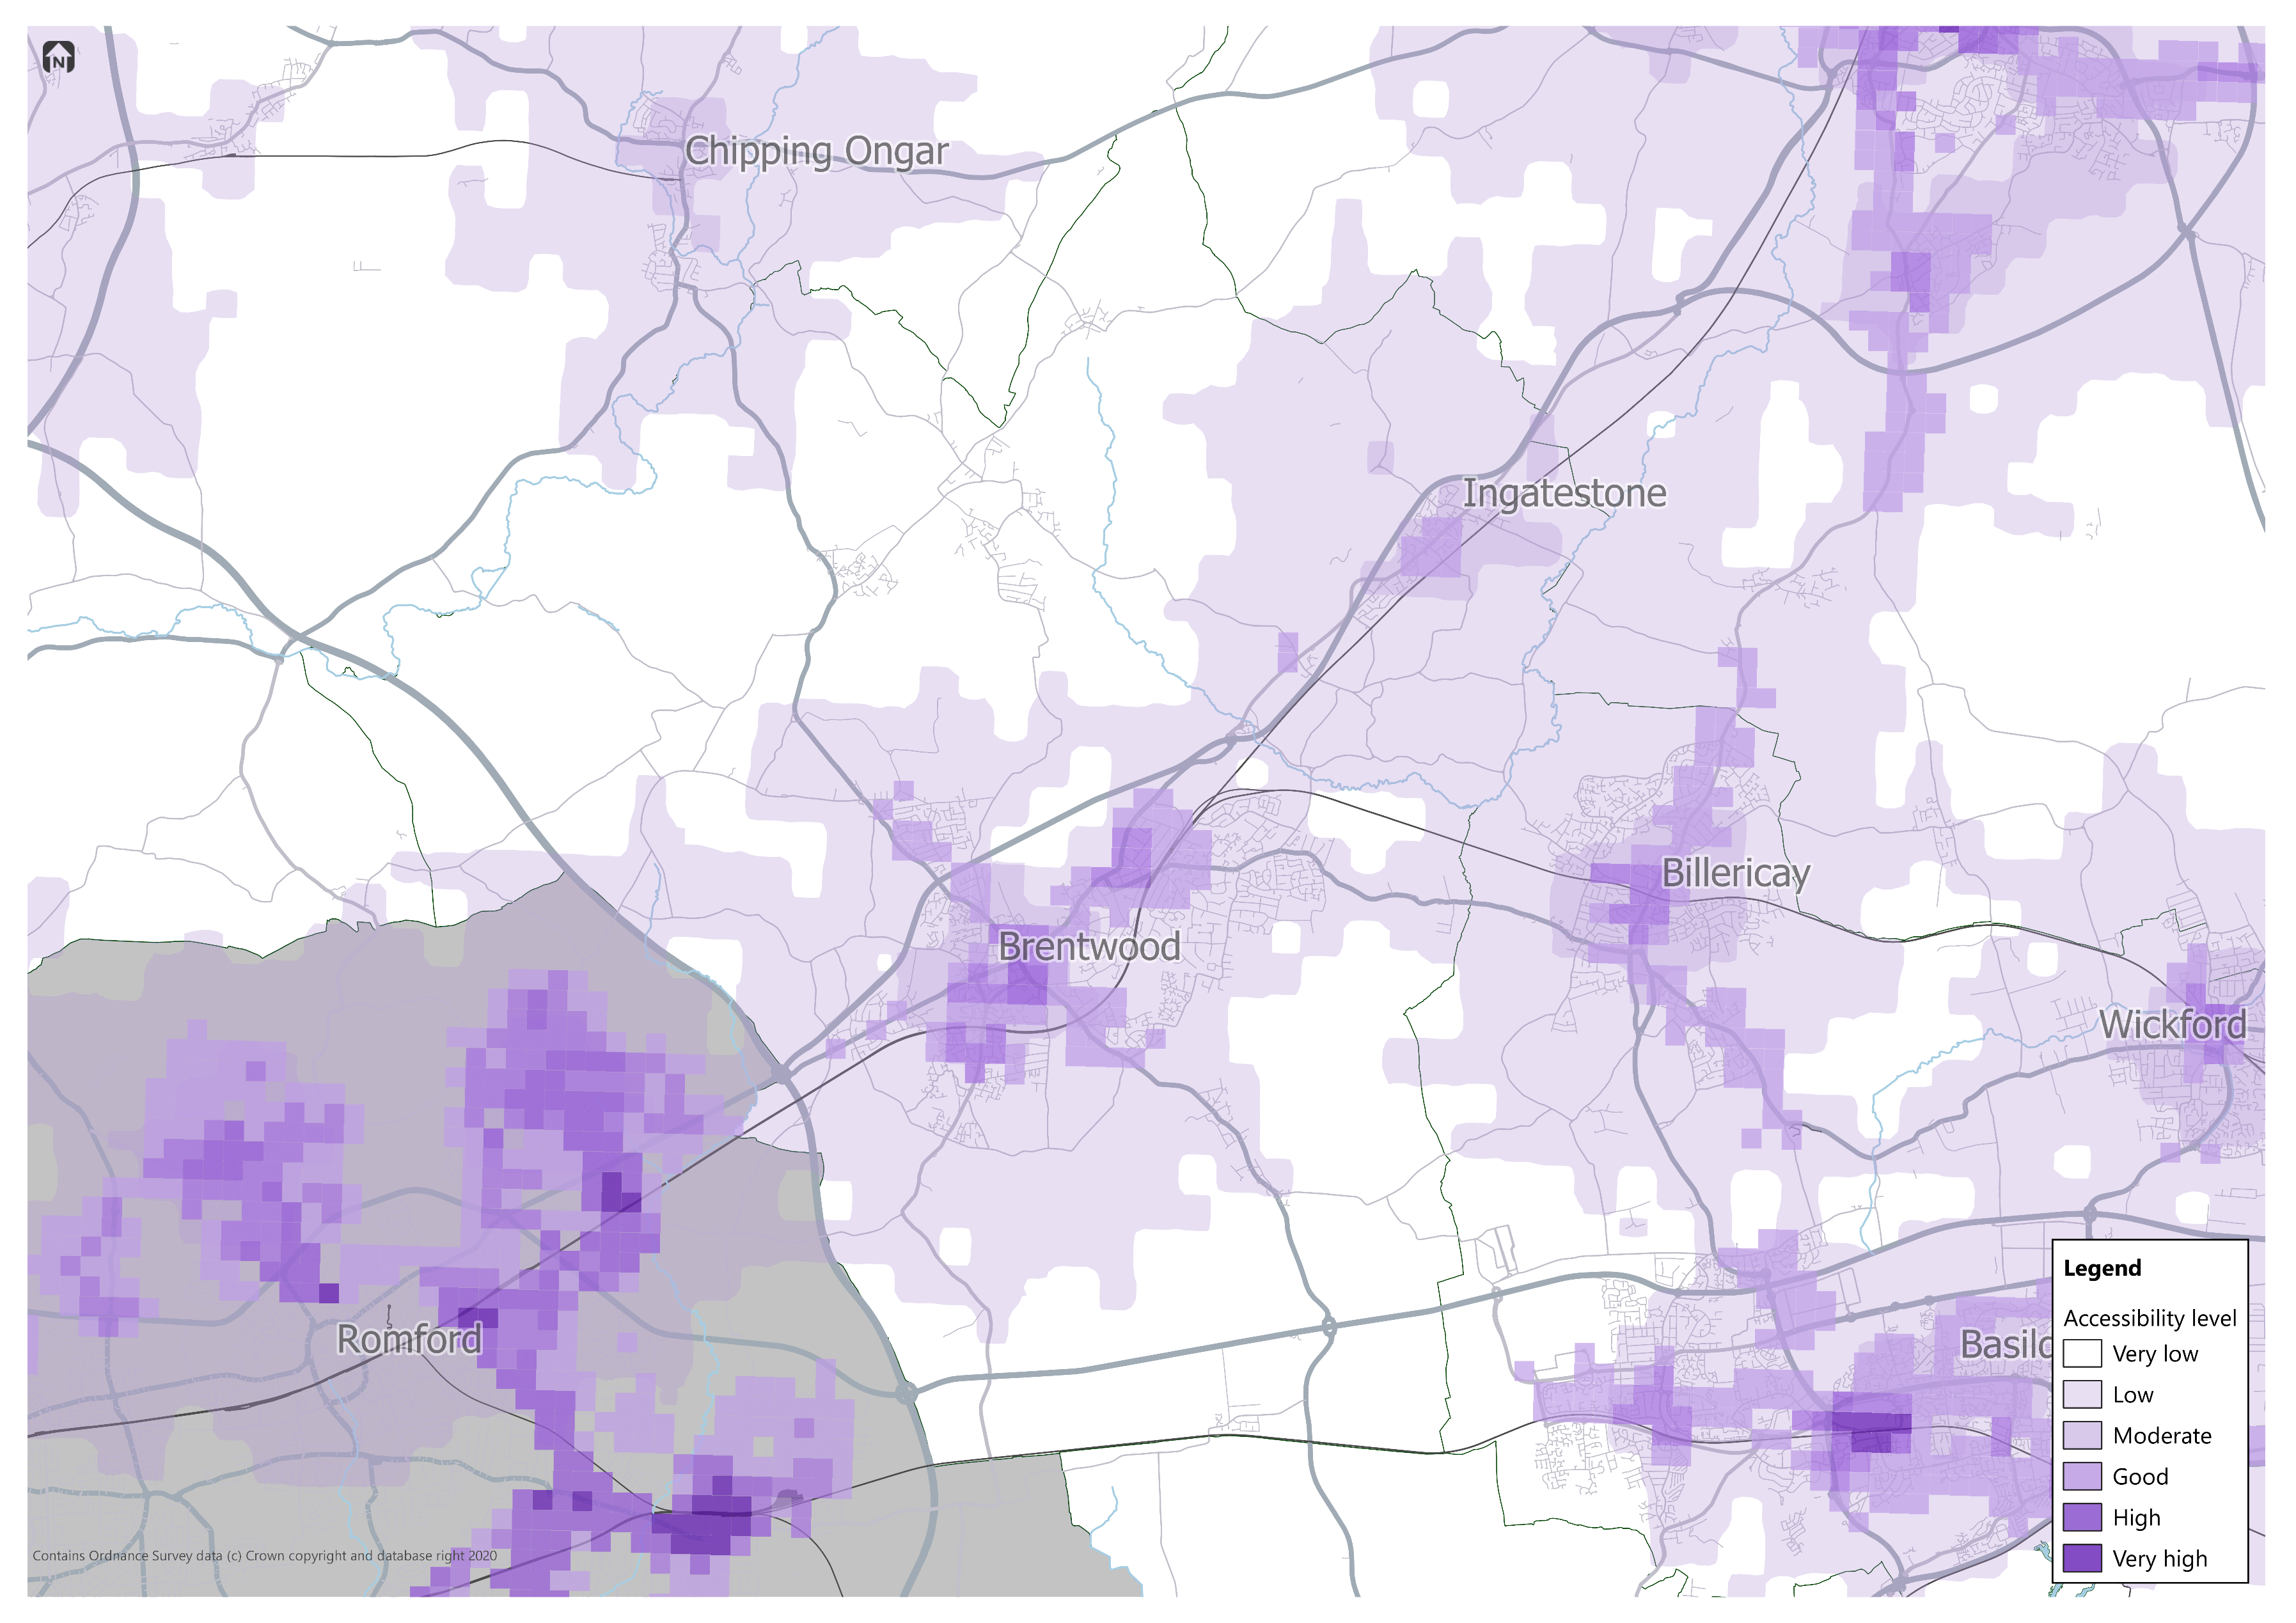 N
Chipping Ongar
Ingatestone
Billericay
Brentwood
Wickford
Romford
Basild
Legend
Accessibility level
Very low
Low
Moderate
Good
High
Very high
Contains Ordnance Survey data (c) Crown copyright and database right 2020